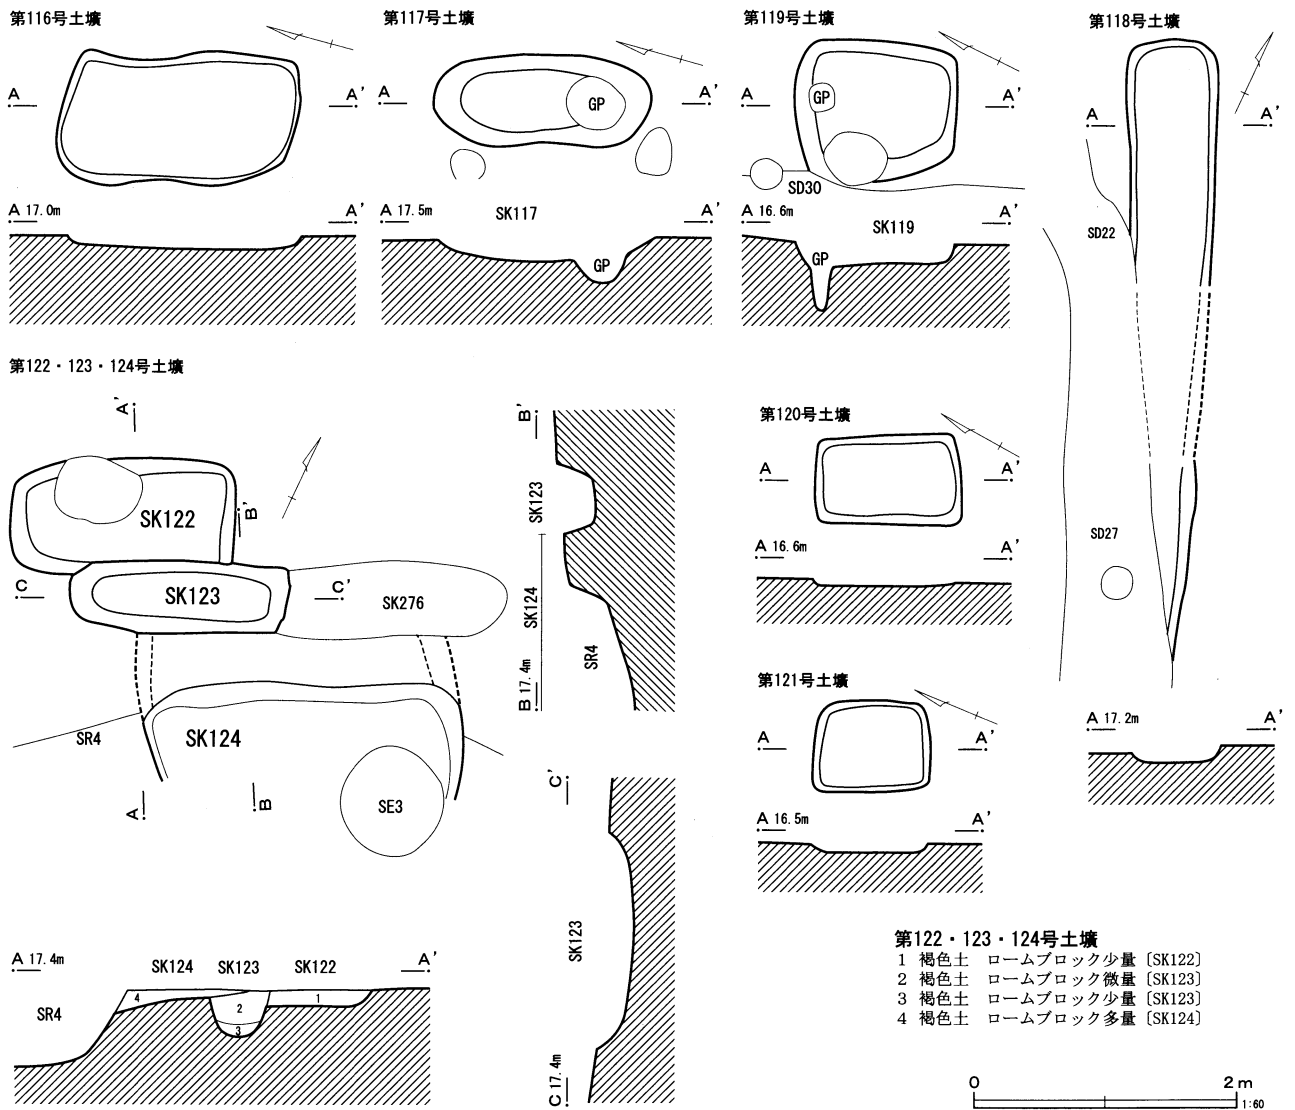 第116号土壙
A
A'
A 17.0m
A'
第117号土壙
A
GP
A'
A 17.5m
SK117
A'
GP
第119号土壙
A
GP
A'
SD30
A 16.6m
SK119
A'
GP
第118号土壙
A
A'
SD22
SD27
A 17.2m
A'
第122・123・124号土壙
A'
SK122
B'
C
SK123
C'
SK276
SR4
SK124
A
B
SE3
B'
SK123
SK124
SR4
B 17.4m
C'
SK123
C 17.4m
第120号土壙
A
A'
A 16.6m
A'
第121号土壙
A
A'
A 16.5m
A'
A 17.4m
SK124
SK123
SK122
A'
SR4
4
2
1
3
第122・123・124号土壙
1 褐色土 ロームブロック少量〔SK122〕
2 褐色土 ロームブロック微量〔SK123〕
3 褐色土 ロームブロック少量〔SK123〕
4 褐色土 ロームブロック多量〔SK124〕
0
2m
1:60